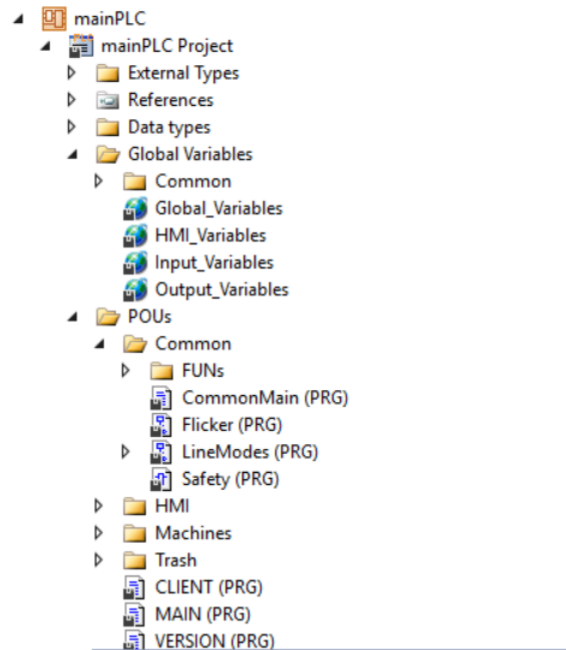 mainPLC
mainPLC Project
External Types
References
Data types
Global Variables
Common
Global_Variables
HMI_Variables
Input_Variables
Output_Variables
POUs
Common
FUNs
CommonMain (PRG)
Flicker (PRG)
LineModes (PRG)
Safety (PRG)
HMI
Machines
Trash
CLIENT (PRG)
MAIN (PRG)
VERSION (PRG)